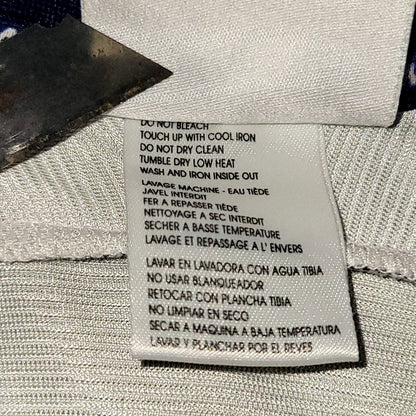 DO NOT BLEACH
TOUCH UP WITH COOL IRON
DO NOT DRY CLEAN
TUMBLE DRY LOW HEAT
WASH AND IRON INSIDE OUT
LAVAGE MACHINE - EAU TIÈDE
JAVEL INTERDIT
FER A REPASSER TIÈDE
NETTOYAGE A SEC INTERDIT
SECHER A BASSE TEMPERATURE
LAVAGE ET REPASSAGE A L' ENVERS
LAVAR EN LAVADORA CON AGUA TIBIA
NO USAR BLANQUEADOR
RETOCAR CON PLANCHA TIBIA
NO LIMPIAR EN SECO
SECAR A MAQUINA A BAJA TEMPERATURA
LAVAR Y PLANCHAR POR EL REVES